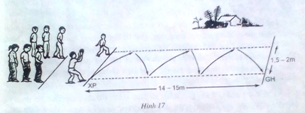 1,5 – 2m
XP
GH
14 – 15m
Hình 17